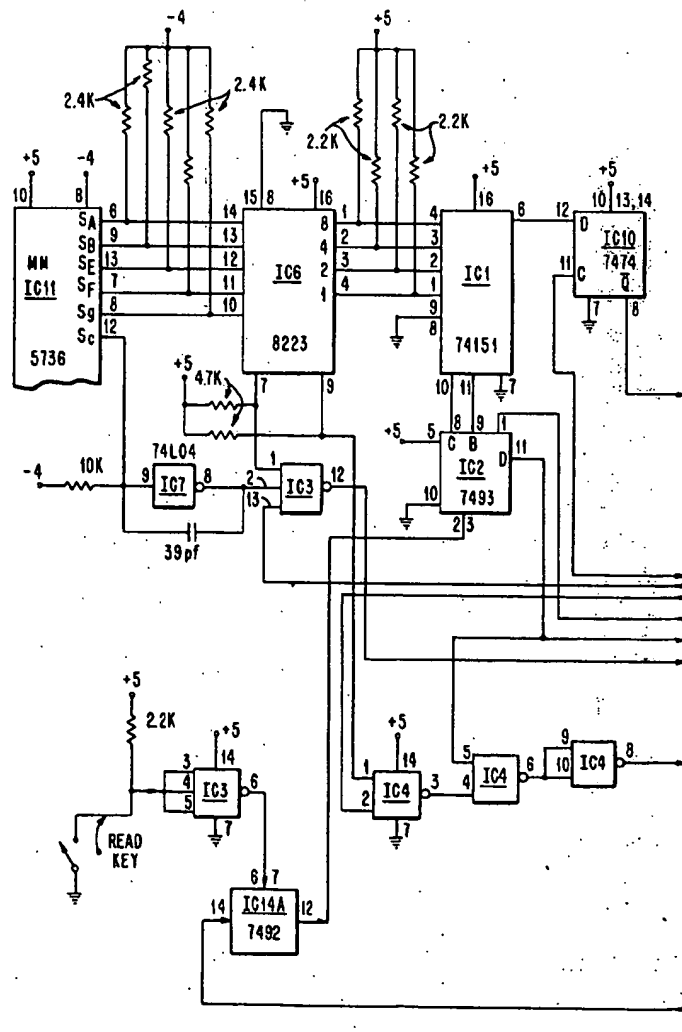 -4
+5
2.4K
2.4K
2.2K
2.2K
+5
-4
10
8
SA
6
SB
9
SE
13
SF
7
Sg
8
Sc
12
MM
IC11
5736
15
8
+5
16
14
13
12
11
10
IC6
8223
8
4
2
1
1
2
3
4
7
9
+5
16
4
3
2
1
9
8
IC1
74151
6
10
11
7
+5
10
13, 14
12
D
IC10
7474
Q̅
11
C
7
8
+5
4.7K
-4
10K
74L04
9
IC7
8
39pf
1
2
13
IC3
12
+5
5
8
9
1
C
B
D
11
IC2
7493
10
2
3
+5
2.2K
READ
KEY
+5
14
3
4
5
IC3
6
7
6
7
14
IC14A
7492
12
+5
14
1
2
IC4
3
7
5
4
IC4
6
9
10
IC4
8